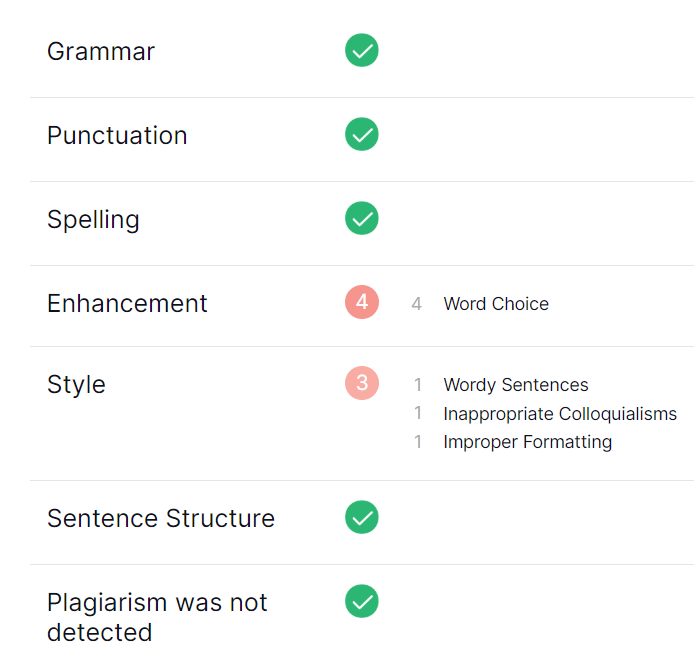 Grammar
Punctuation
Spelling
Enhancement 4 4 Word Choice
Style 3 1 Wordy Sentences
1 Inappropriate Colloquialisms
1 Improper Formatting
Sentence Structure
Plagiarism was not
detected